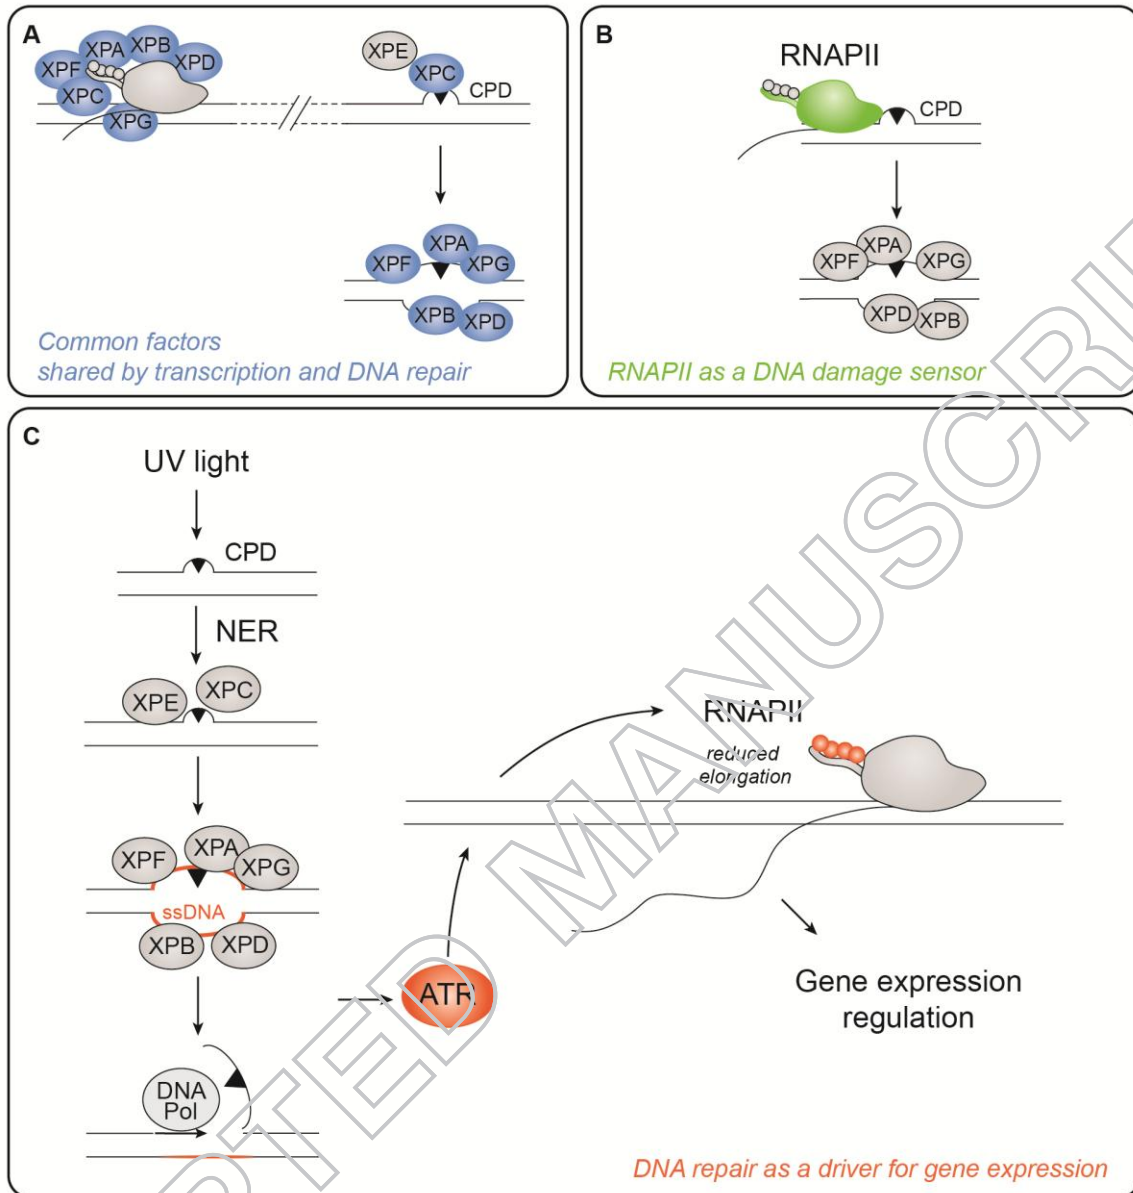 A
XPA
XPB
XPF
XPD
XPC
XPG
XPE
XPC
CPD
XPA
XPF
XPG
XPB
XPD
Common factors
shared by transcription and DNA repair
B
RNAPII
CPD
XPA
XPF
XPG
XPD
XPB
RNAPII as a DNA damage sensor
C
UV light
CPD
NER
XPE
XPC
XPF
XPA
XPG
ssDNA
XPB
XPD
DNA
Pol
ATR
RNAPII
reduced
elongation
Gene expression
regulation
DNA repair as a driver for gene expression
PTED MANUSCRI